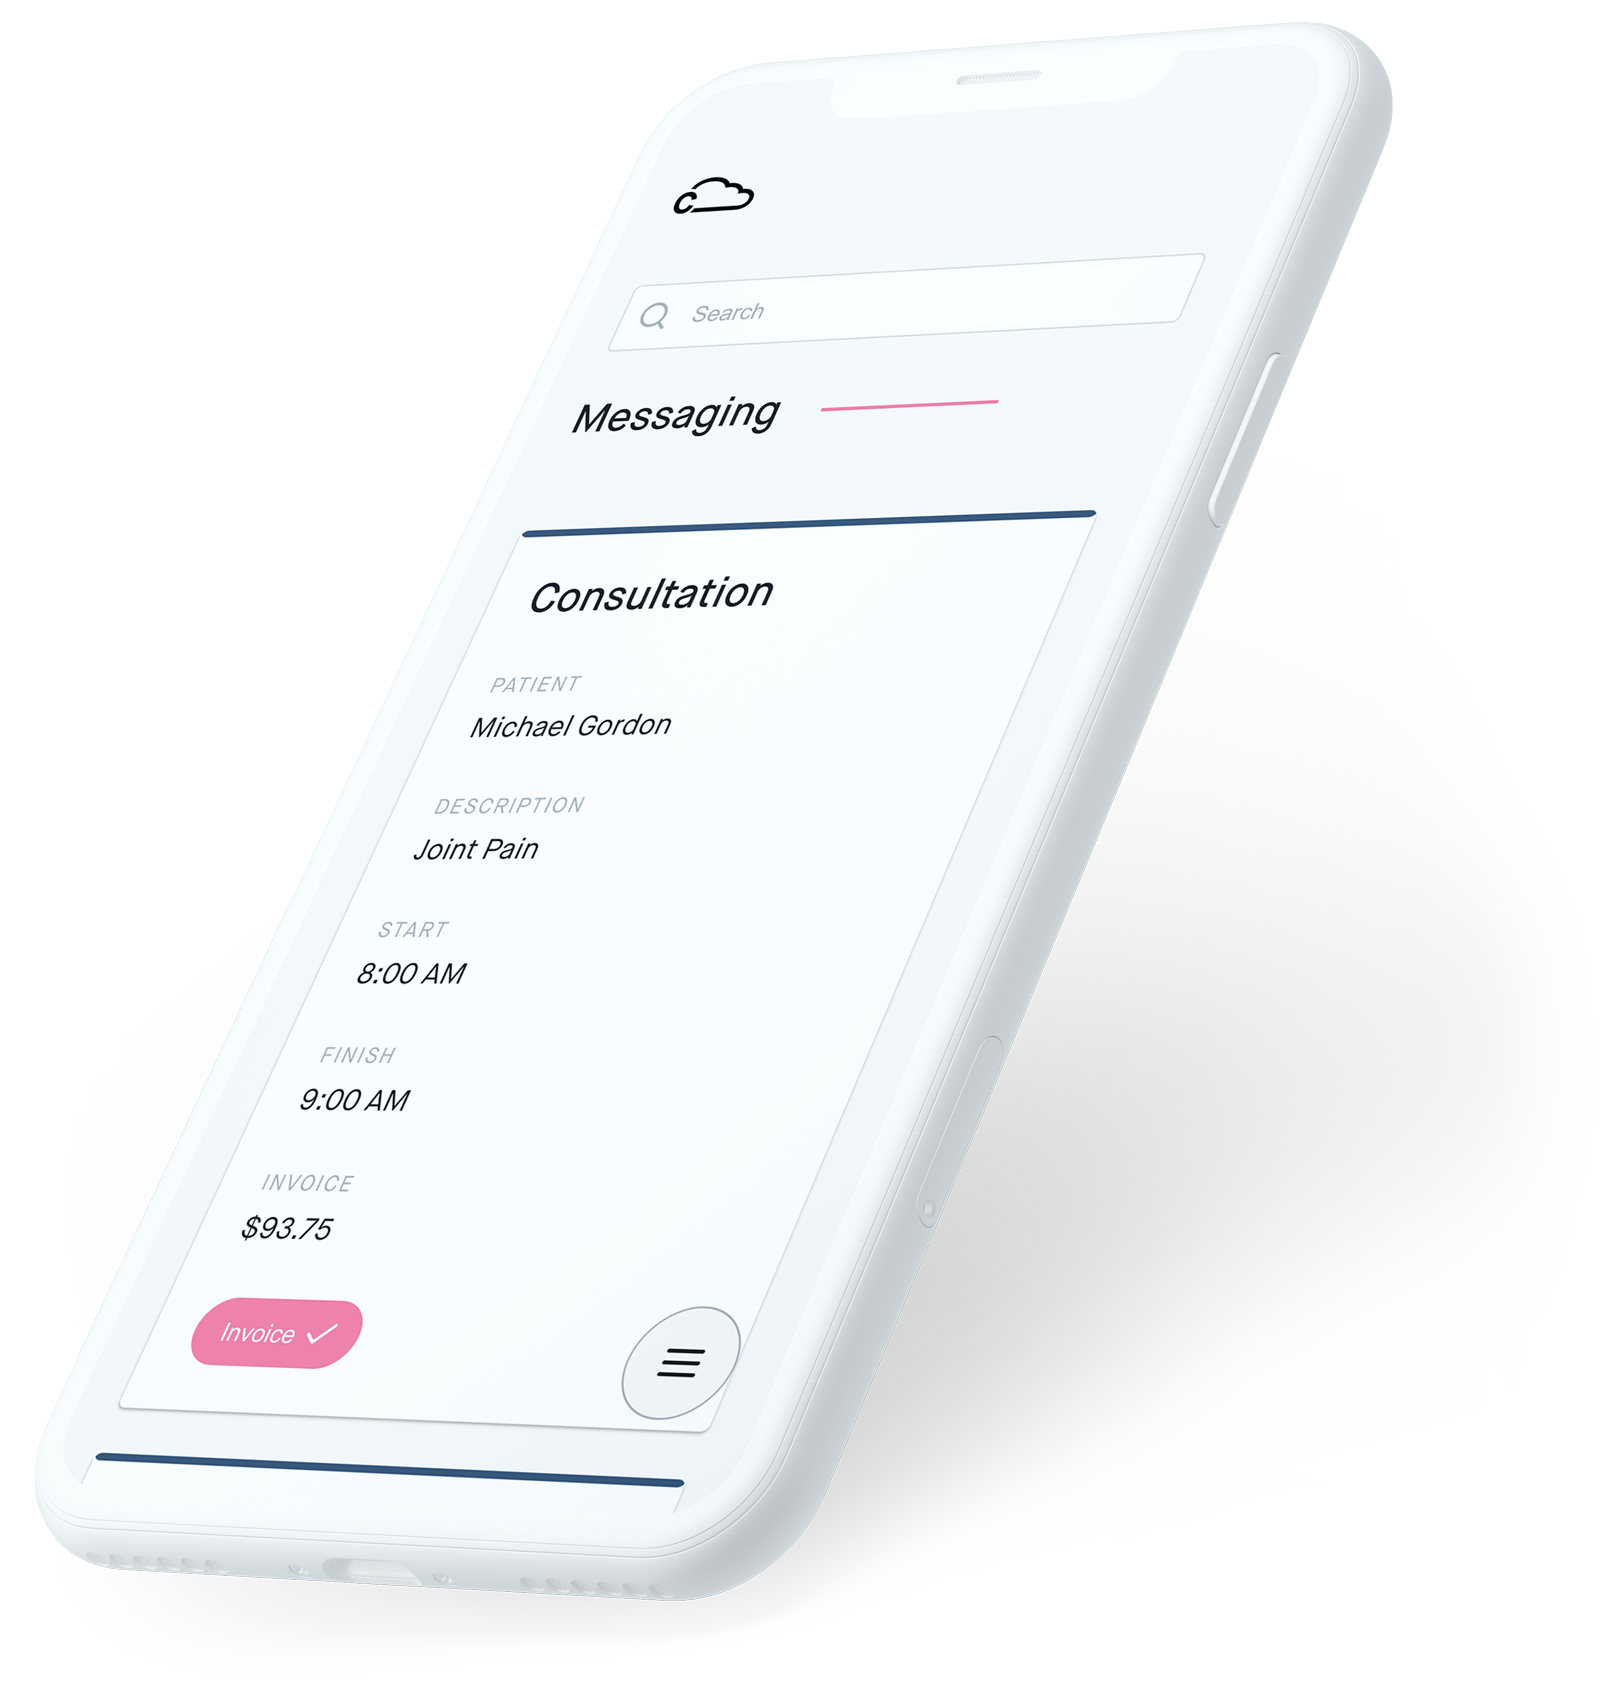 C
Search
Messaging
Consultation
PATIENT
Michael Gordon
DESCRIPTION
Joint Pain
START
8:00 AM
FINISH
9:00 AM
INVOICE
$93.75
Invoice